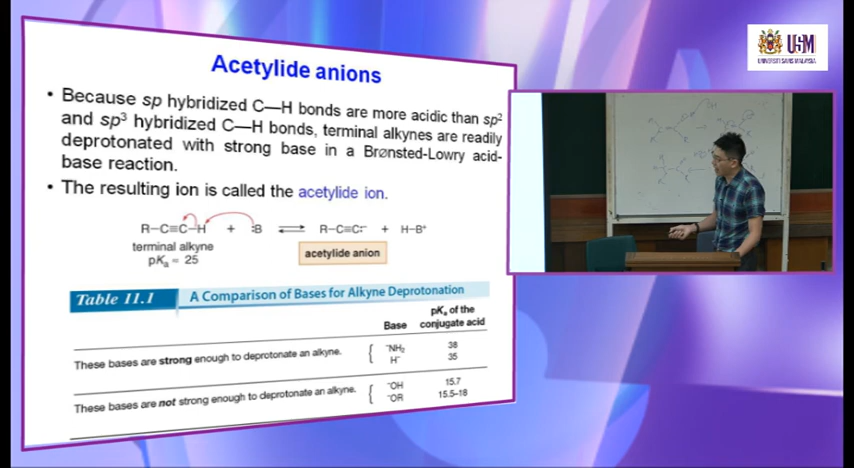 USM
UNIVERSITI SAINS MALAYSIA
Acetylide anions
• Because sp hybridized C—H bonds are more acidic than sp²
and sp³ hybridized C—H bonds, terminal alkynes are readily
deprotonated with strong base in a Brønsted-Lowry acid-
base reaction.
• The resulting ion is called the acetylide ion.
R–C≡C–H + :B ⇌ R–C≡C:⁻ + H–B⁺
terminal alkyne
pKa ≈ 25
acetylide anion
Table 11.1 A Comparison of Bases for Alkyne Deprotonation
Base pKa of the conjugate acid
These bases are strong enough to deprotonate an alkyne. { ⁻NH₂ 38
H⁻ 35
These bases are not strong enough to deprotonate an alkyne. { ⁻OH 15.7
⁻OR 15.5–18